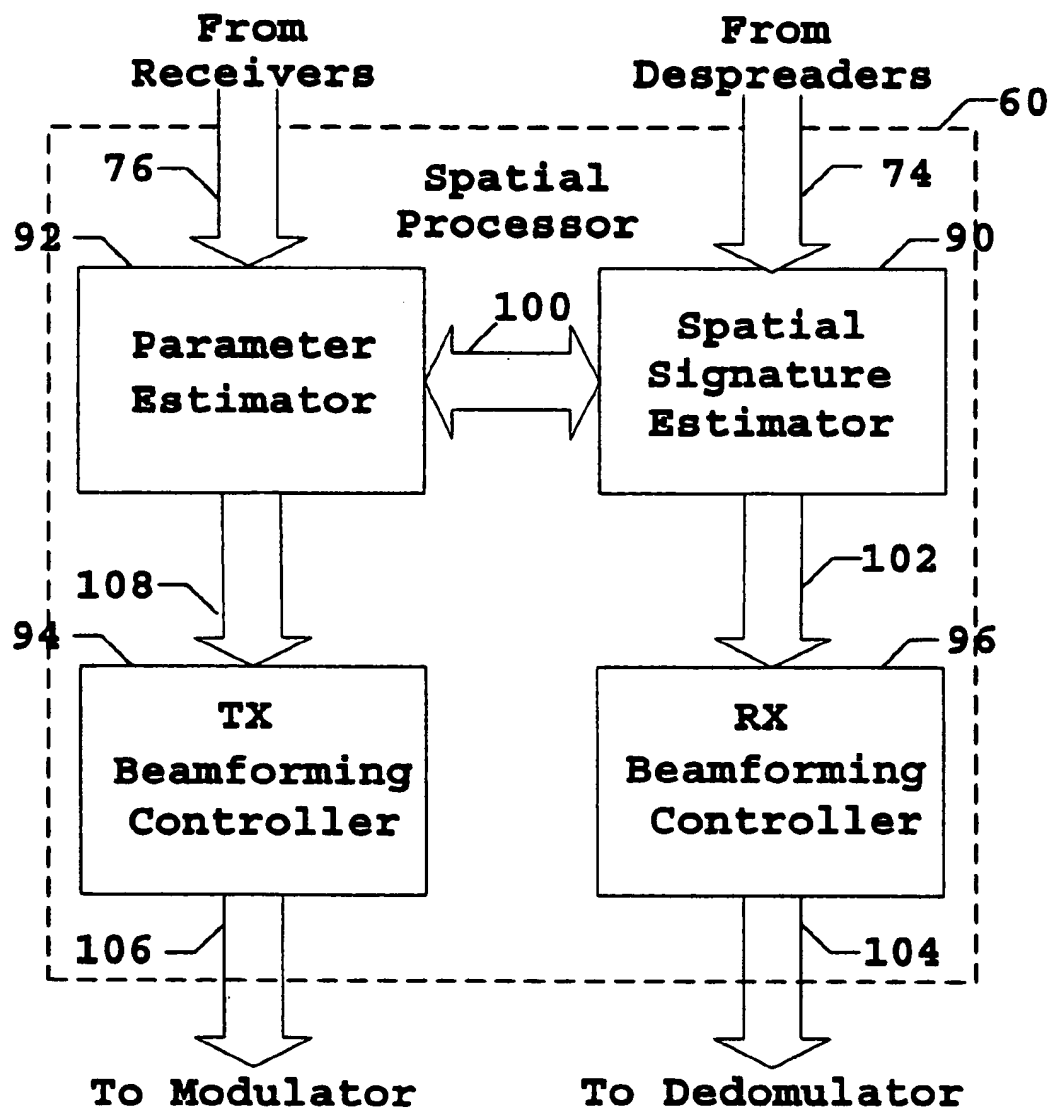 From
Receivers
From
Despreaders
60
76
Spatial
Processor
74
92
90
100
Parameter
Estimator
Spatial
Signature
Estimator
108
102
94
96
TX
Beamforming
Controller
RX
Beamforming
Controller
106
104
To Modulator
To Dedomulator